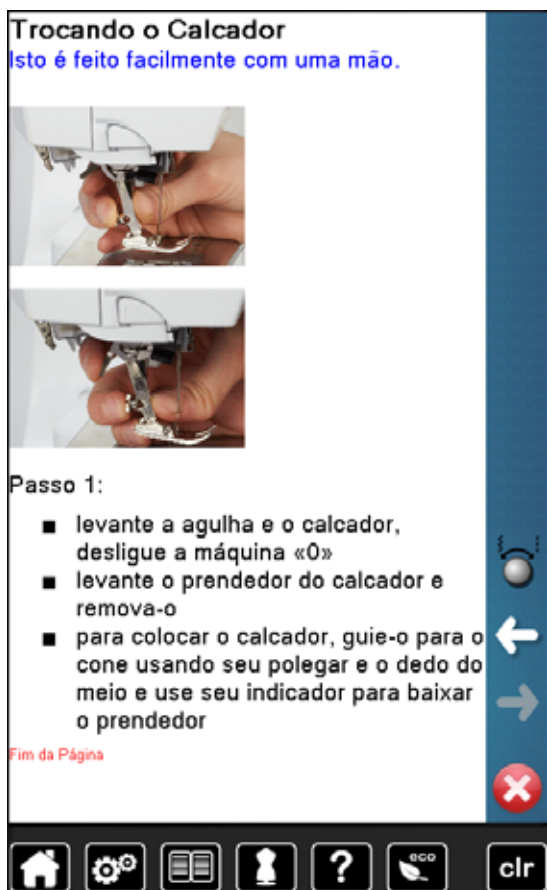 Trocando o Calcador
Isto é feito facilmente com uma mão.
Passo 1:
■ levante a agulha e o calcador,
desligue a máquina «0»
■ levante o prendedor do calcador e
remova-o
■ para colocar o calcador, guie-o para o
cone usando seu polegar e o dedo do
meio e use seu indicador para baixar
o prendedor
Fim da Página
?
eco
clr